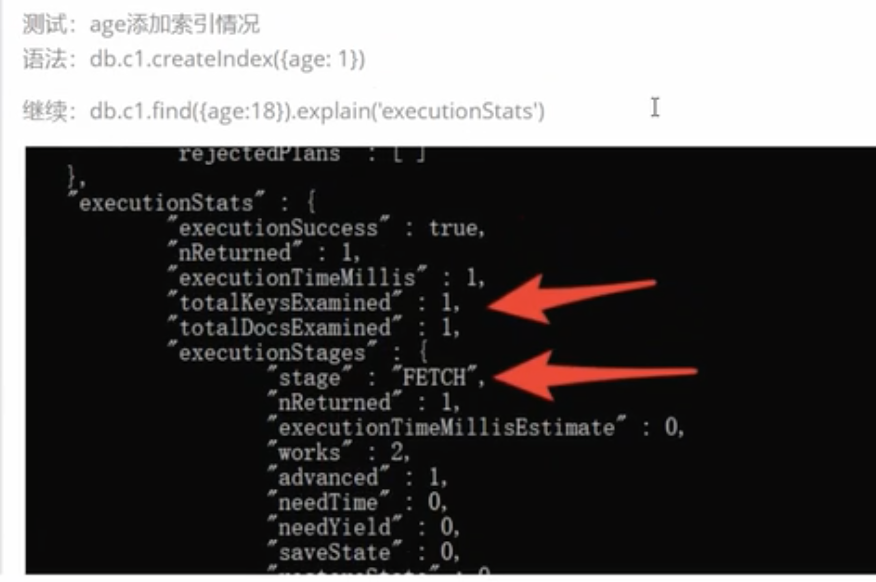 测试：age添加索引情况
语法：db.c1.createIndex({age: 1})
继续：db.c1.find({age:18}).explain('executionStats')
rejectedPlans" : [ ]
},
"executionStats" : {
"executionSuccess" : true,
"nReturned" : 1,
"executionTimeMillis" : 1,
"totalKeysExamined" : 1,
"totalDocsExamined" : 1,
"executionStages" : {
"stage" : "FETCH",
"nReturned" : 1,
"executionTimeMillisEstimate" : 0,
"works" : 2,
"advanced" : 1,
"needTime" : 0,
"needYield" : 0,
"saveState" : 0,